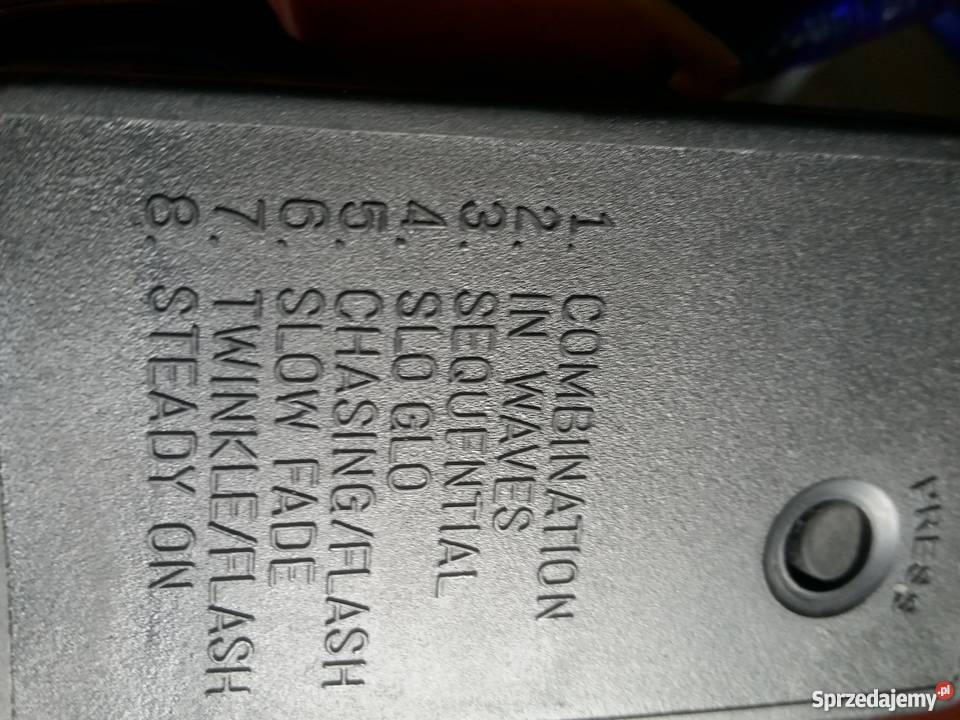 PRESS
1. COMBINATION
2. IN WAVES
3. SEQUENTIAL
4. SLO GLO
5. CHASING/FLASH
6. SLOW FADE
7. TWINKLE/FLASH
8. STEADY ON
Sprzedajemy.pl